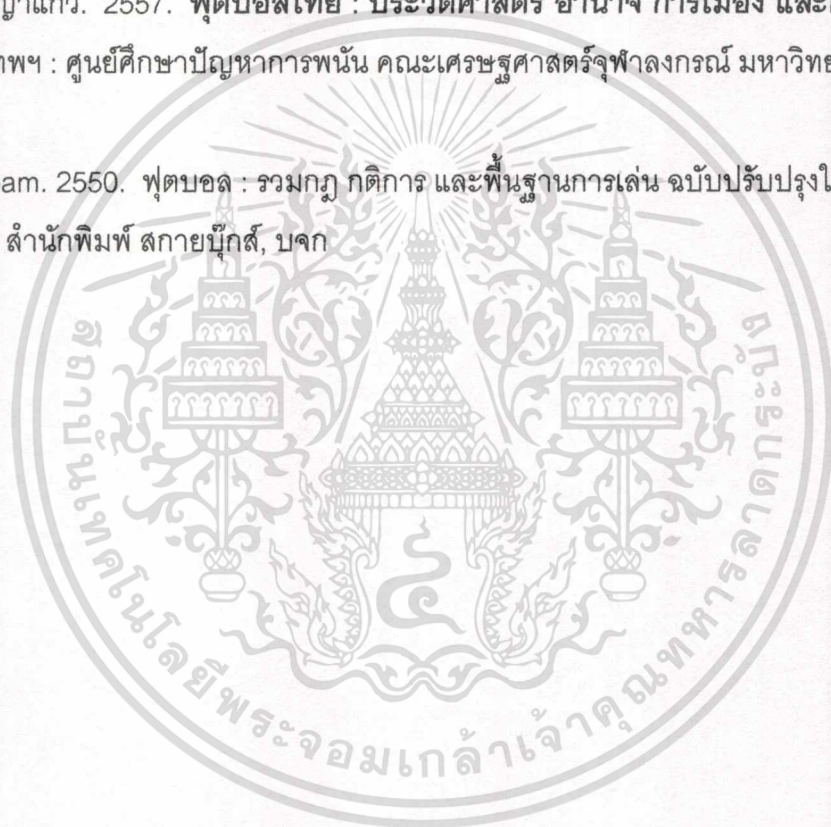 ญาแก้ว. 2557. ฟุตบอลไทย : ประวัติศาสตร์ อำนาจ การเมือง และ
ทพฯ : ศูนย์ศึกษาปัญหาการพนัน คณะเศรษฐศาสตร์จุฬาลงกรณ์ มหาวิทย
eam. 2550. ฟุตบอล : รวมกฎ กติการ และพื้นฐานการเล่น ฉบับปรับปรุงใ
สำนักพิมพ์ สกายบุ๊กส์, บจก
สถาบันเทคโนโลยีพระจอมเกล้าเจ้าคุณทหารลาดกระบัง